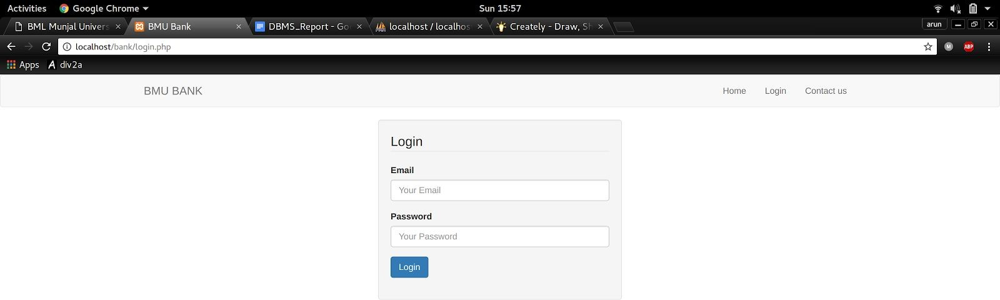 Activities Google Chrome Sun 15:57
BML Munjal Univers BMU Bank DBMS_Report - Goo localhost / localhos Creately - Draw, Sh arun
localhost/bank/login.php M ABP
Apps A div2a
BMU BANK Home Login Contact us
Login
Email
Your Email
Password
Your Password
Login